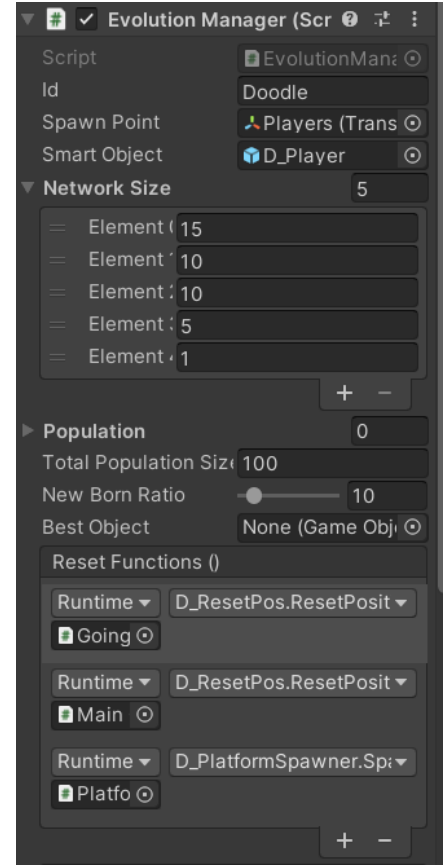 Evolution Manager (Scr
Script EvolutionMana
Id Doodle
Spawn Point Players (Trans
Smart Object D_Player
Network Size 5
Element 15
Element 10
Element 10
Element 5
Element 1
Population 0
Total Population Size 100
New Born Ratio 10
Best Object None (Game Obj
Reset Functions ()
Runtime D_ResetPos.ResetPosit
Going
Runtime D_ResetPos.ResetPosit
Main
Runtime D_PlatformSpawner.Spa
Platfo